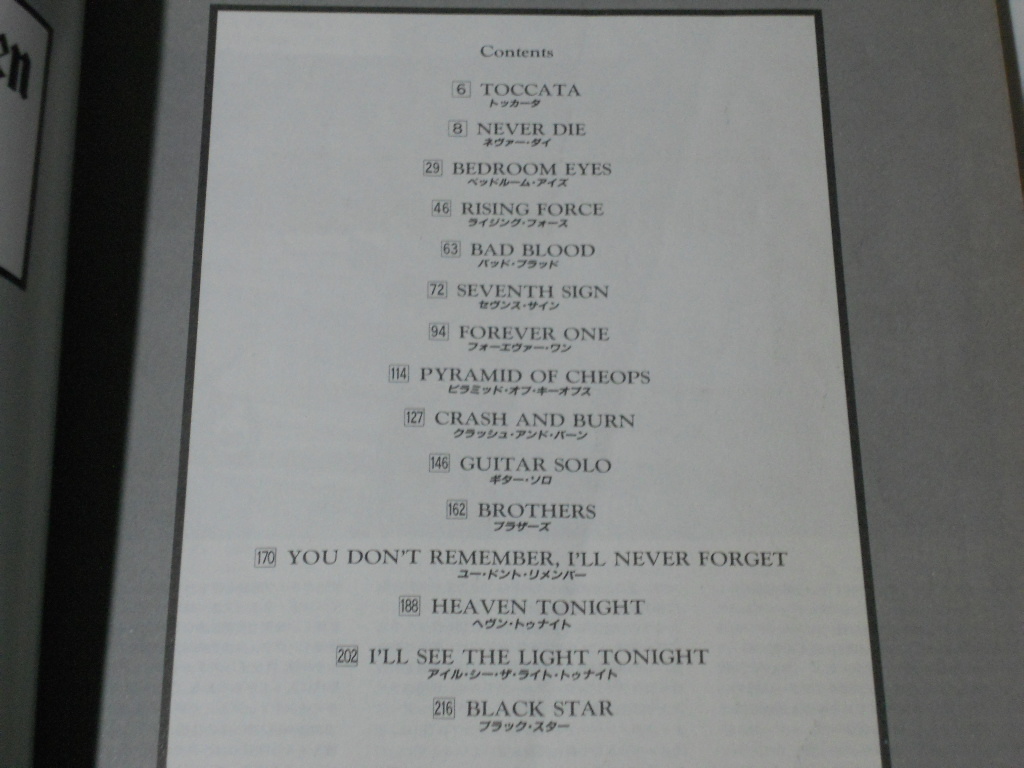 en
Contents
6 TOCCATA
トッカータ
8 NEVER DIE
ネヴァー・ダイ
29 BEDROOM EYES
ベッドルーム・アイズ
46 RISING FORCE
ライジング・フォース
63 BAD BLOOD
バッド・ブラッド
72 SEVENTH SIGN
セヴンス・サイン
94 FOREVER ONE
フォーエヴァー・ワン
114 PYRAMID OF CHEOPS
ピラミッド・オブ・キーオプス
127 CRASH AND BURN
クラッシュ・アンド・バーン
146 GUITAR SOLO
ギター・ソロ
162 BROTHERS
ブラザーズ
170 YOU DON'T REMEMBER, I'LL NEVER FORGET
ユー・ドント・リメンバー
188 HEAVEN TONIGHT
ヘヴン・トゥナイト
202 I'LL SEE THE LIGHT TONIGHT
アイル・シー・ザ・ライト・トゥナイト
216 BLACK STAR
ブラック・スター